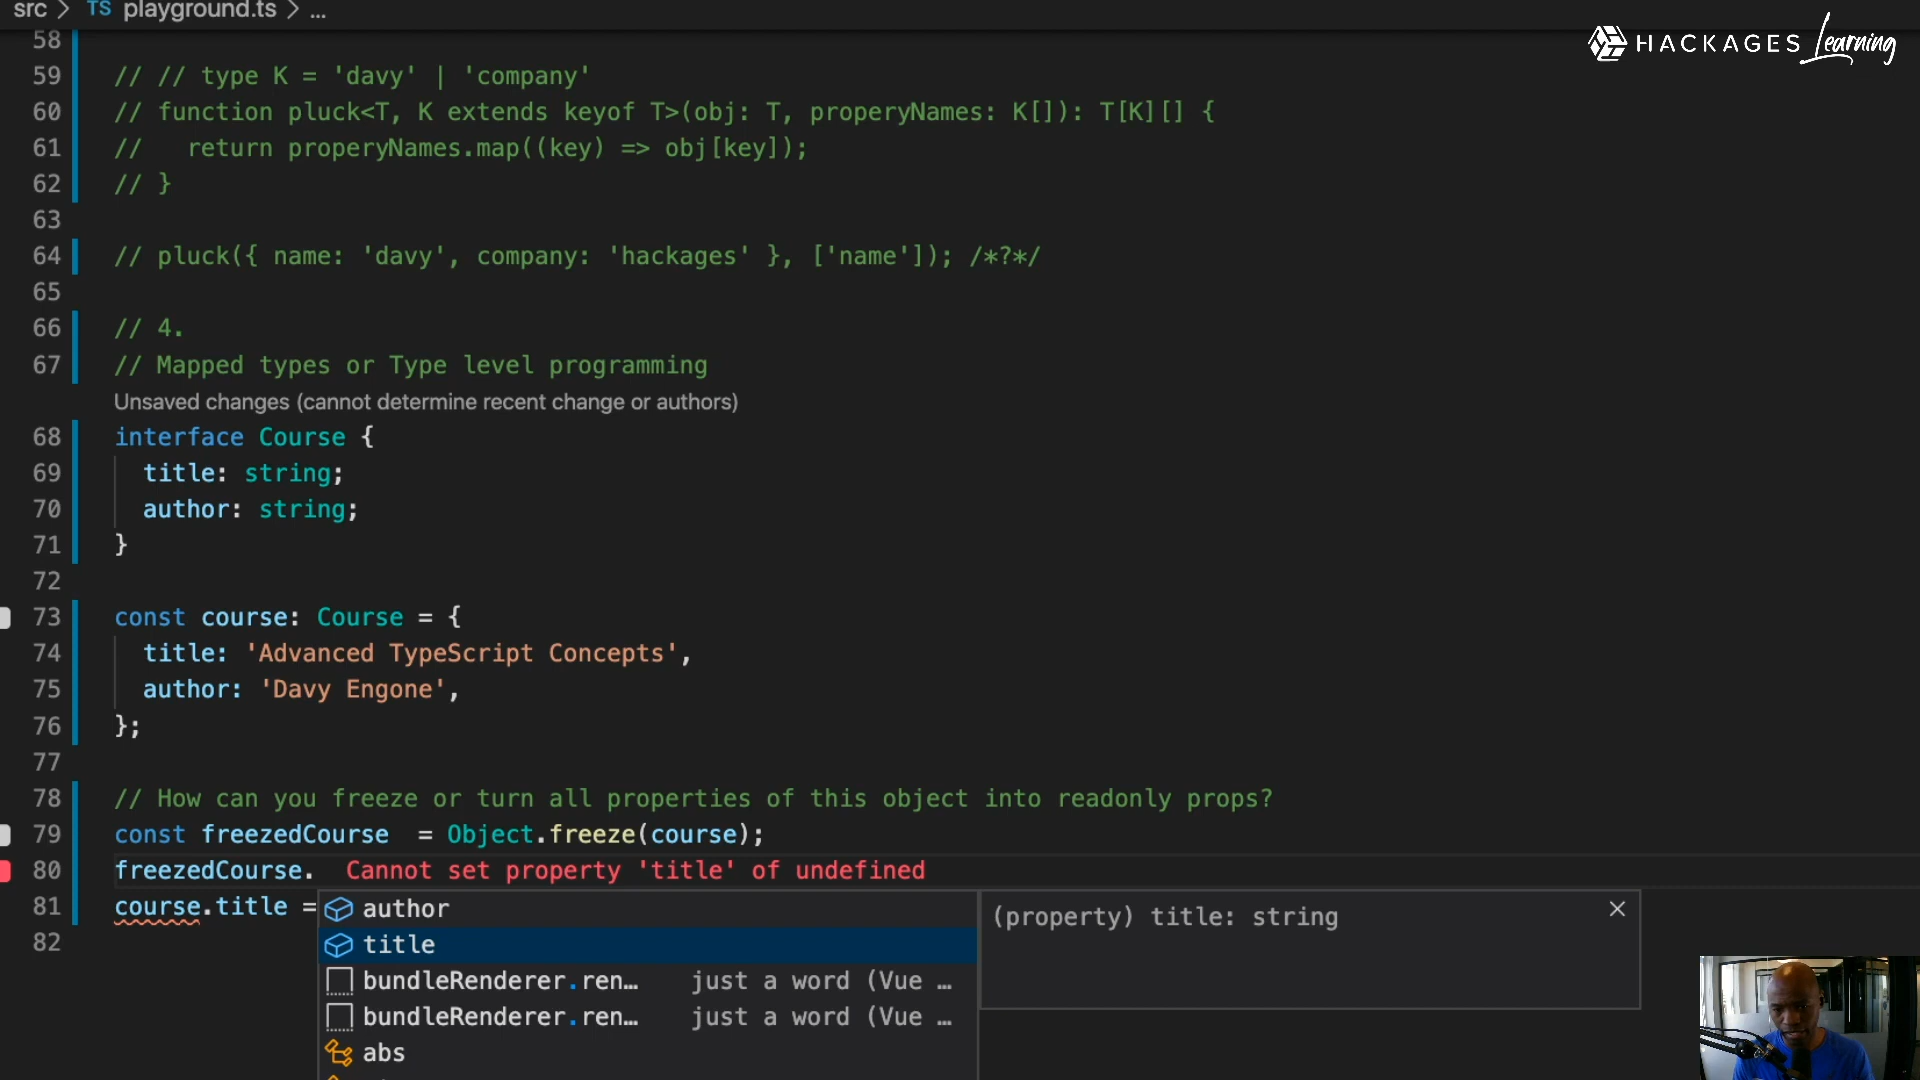 src > TS playground.ts > ...
HACKAGES Learning
58
59 // // type K = 'davy' | 'company'
60 // function pluck<T, K extends keyof T>(obj: T, properyNames: K[]): T[K][] {
61 //   return properyNames.map((key) => obj[key]);
62 // }
63
64 // pluck({ name: 'davy', company: 'hackages' }, ['name']); /*?*/
65
66 // 4.
67 // Mapped types or Type level programming
Unsaved changes (cannot determine recent change or authors)
68 interface Course {
69   title: string;
70   author: string;
71 }
72
73 const course: Course = {
74   title: 'Advanced TypeScript Concepts',
75   author: 'Davy Engone',
76 };
77
78 // How can you freeze or turn all properties of this object into readonly props?
79 const freezedCourse  = Object.freeze(course);
80 freezedCourse.  Cannot set property 'title' of undefined
81 course.title =
82
author
(property) title: string
title
bundleRenderer.ren… just a word (Vue …
bundleRenderer.ren… just a word (Vue …
abs